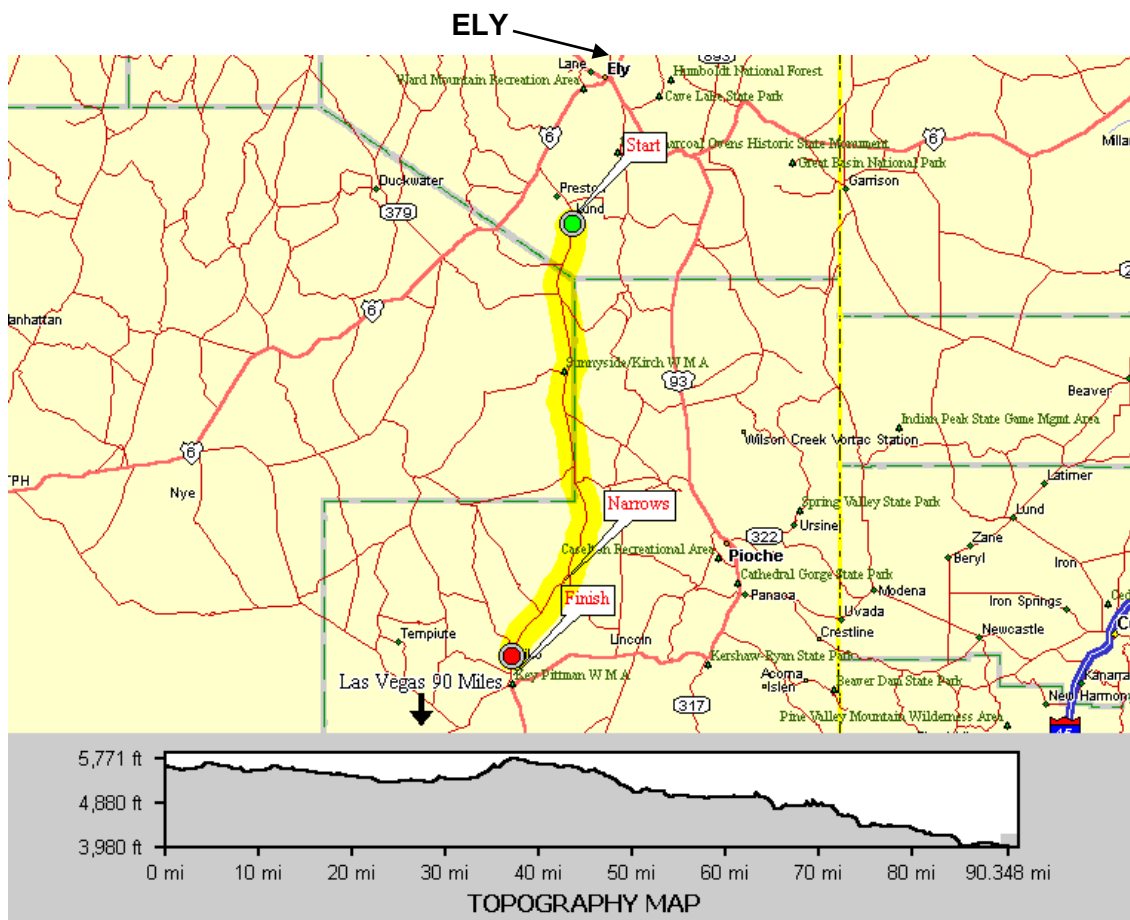 ELY
Lane
Ely
Ward Mountain Recreation Area
Humboldt National Forest
Cave Lake State Park
6
Start
Charcoal Ovens Historic State Monument
6
Great Basin National Park
Duckwater
Preston
Garrison
379
Lund
6
Sunnyside/Kirch W M A
93
Beaver
Indian Peak State Game Mgmt Area
Wilson Creek Vortac Station
6
TPH
Nye
Latimer
Narrows
Spring Valley State Park
Lund
322
Ursine
Zane
Caselton Recreational Area
Pioche
Beryl
Iron
Cathedral Gorge State Park
Finish
Panaca
Modena
Iron Springs
Uvada
Tempiute
Lincoln
Crestline
Newcastle
Kershaw-Ryan State Park
Las Vegas 90 Miles
Key Pittman W M A
Acoma
Islen
Beaver Dam State Park
Kanarra
New Harmony
317
Pine Valley Mountain Wilderness Area
5,771 ft
4,880 ft
3,980 ft
0 mi 10 mi 20 mi 30 mi 40 mi 50 mi 60 mi 70 mi 80 mi 90.348 mi
TOPOGRAPHY MAP